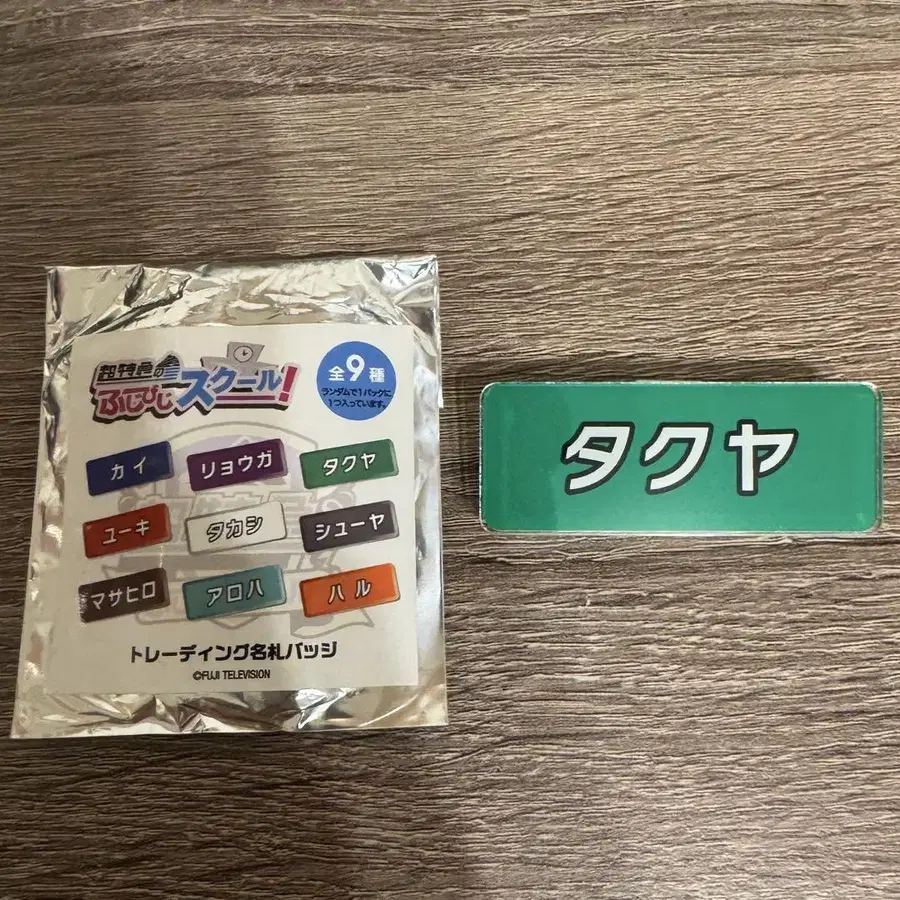 超特急の
ふじびじスクール!
全9種
ランダムで1パックに
1つ入っています。
カイ
リョウガ
タクヤ
ユーキ
タカシ
シューヤ
マサヒロ
アロハ
ハル
トレーディング名札バッジ
©FUJI TELEVISION
タクヤ